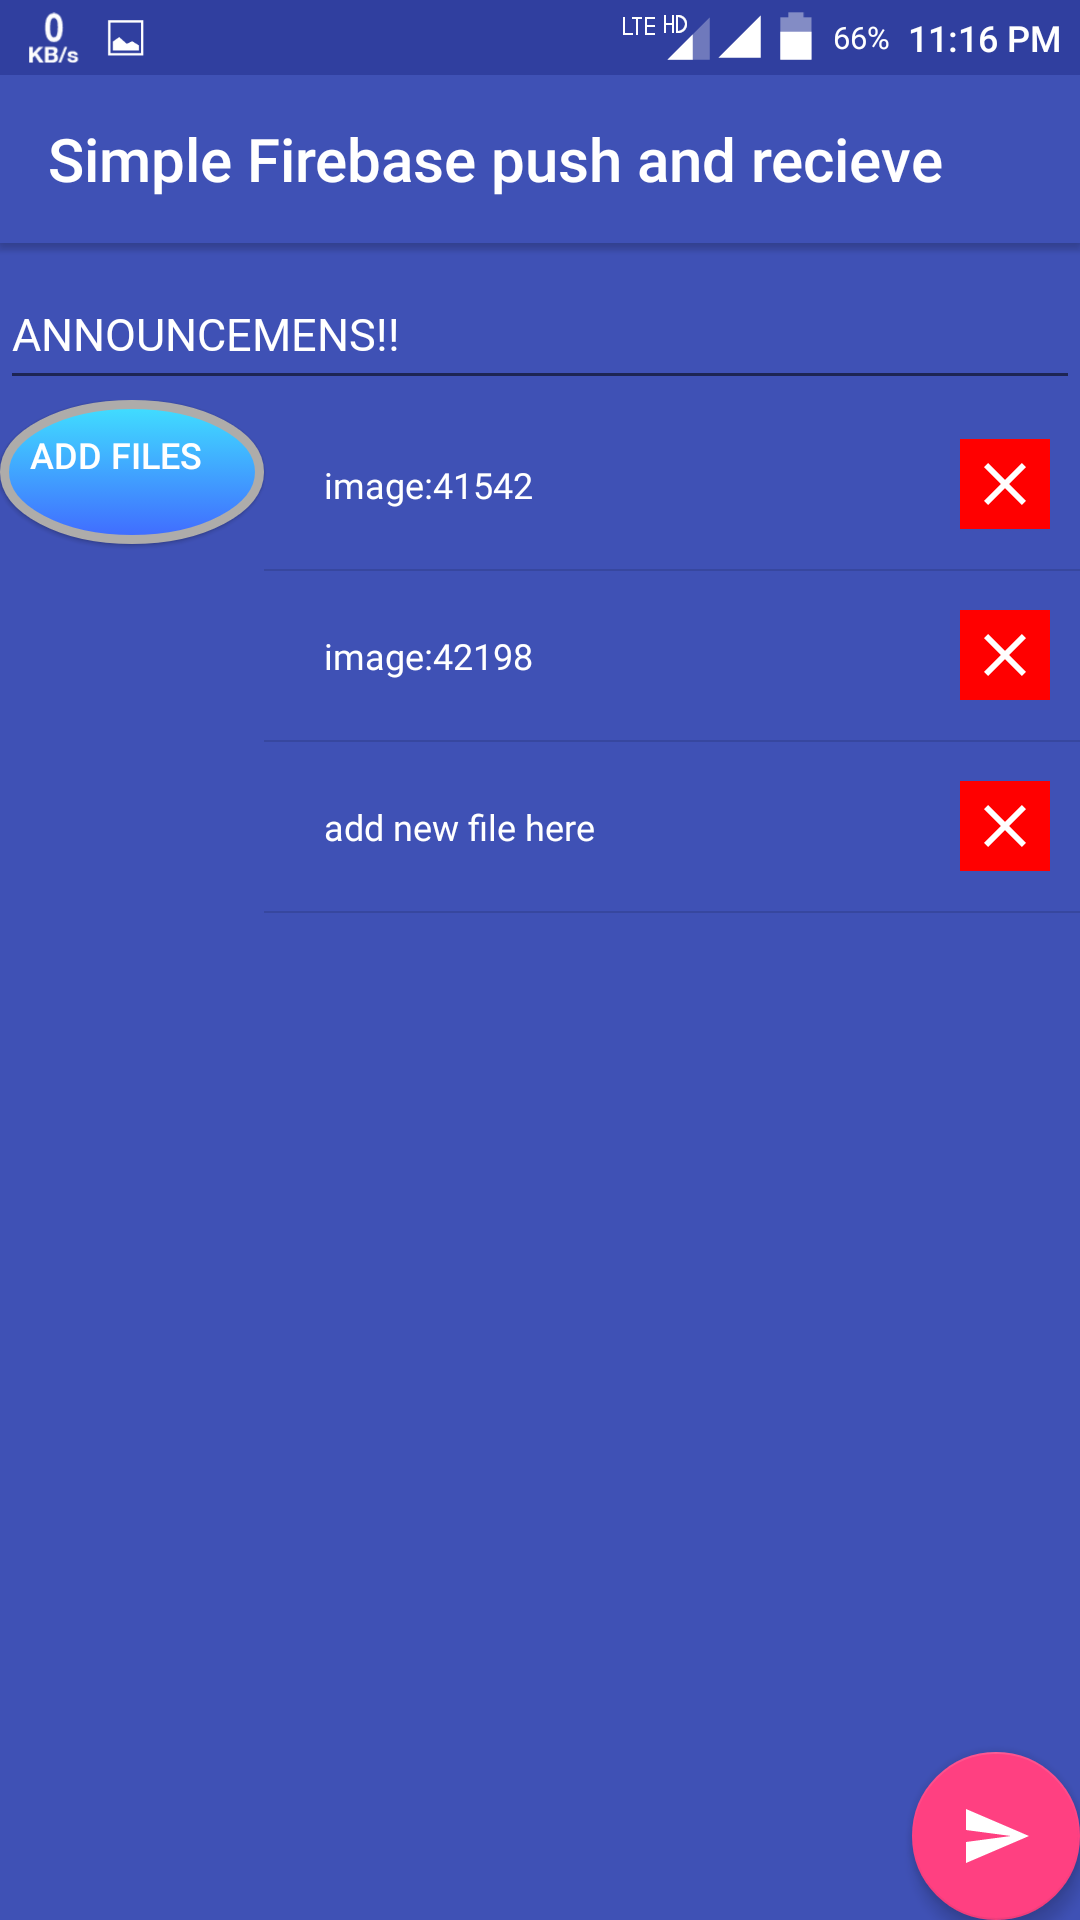 0
KB/s
LTE HD 66% 11:16 PM
Simple Firebase push and recieve
ANNOUNCEMENS!!
ADD FILES
image:41542
image:42198
add new file here